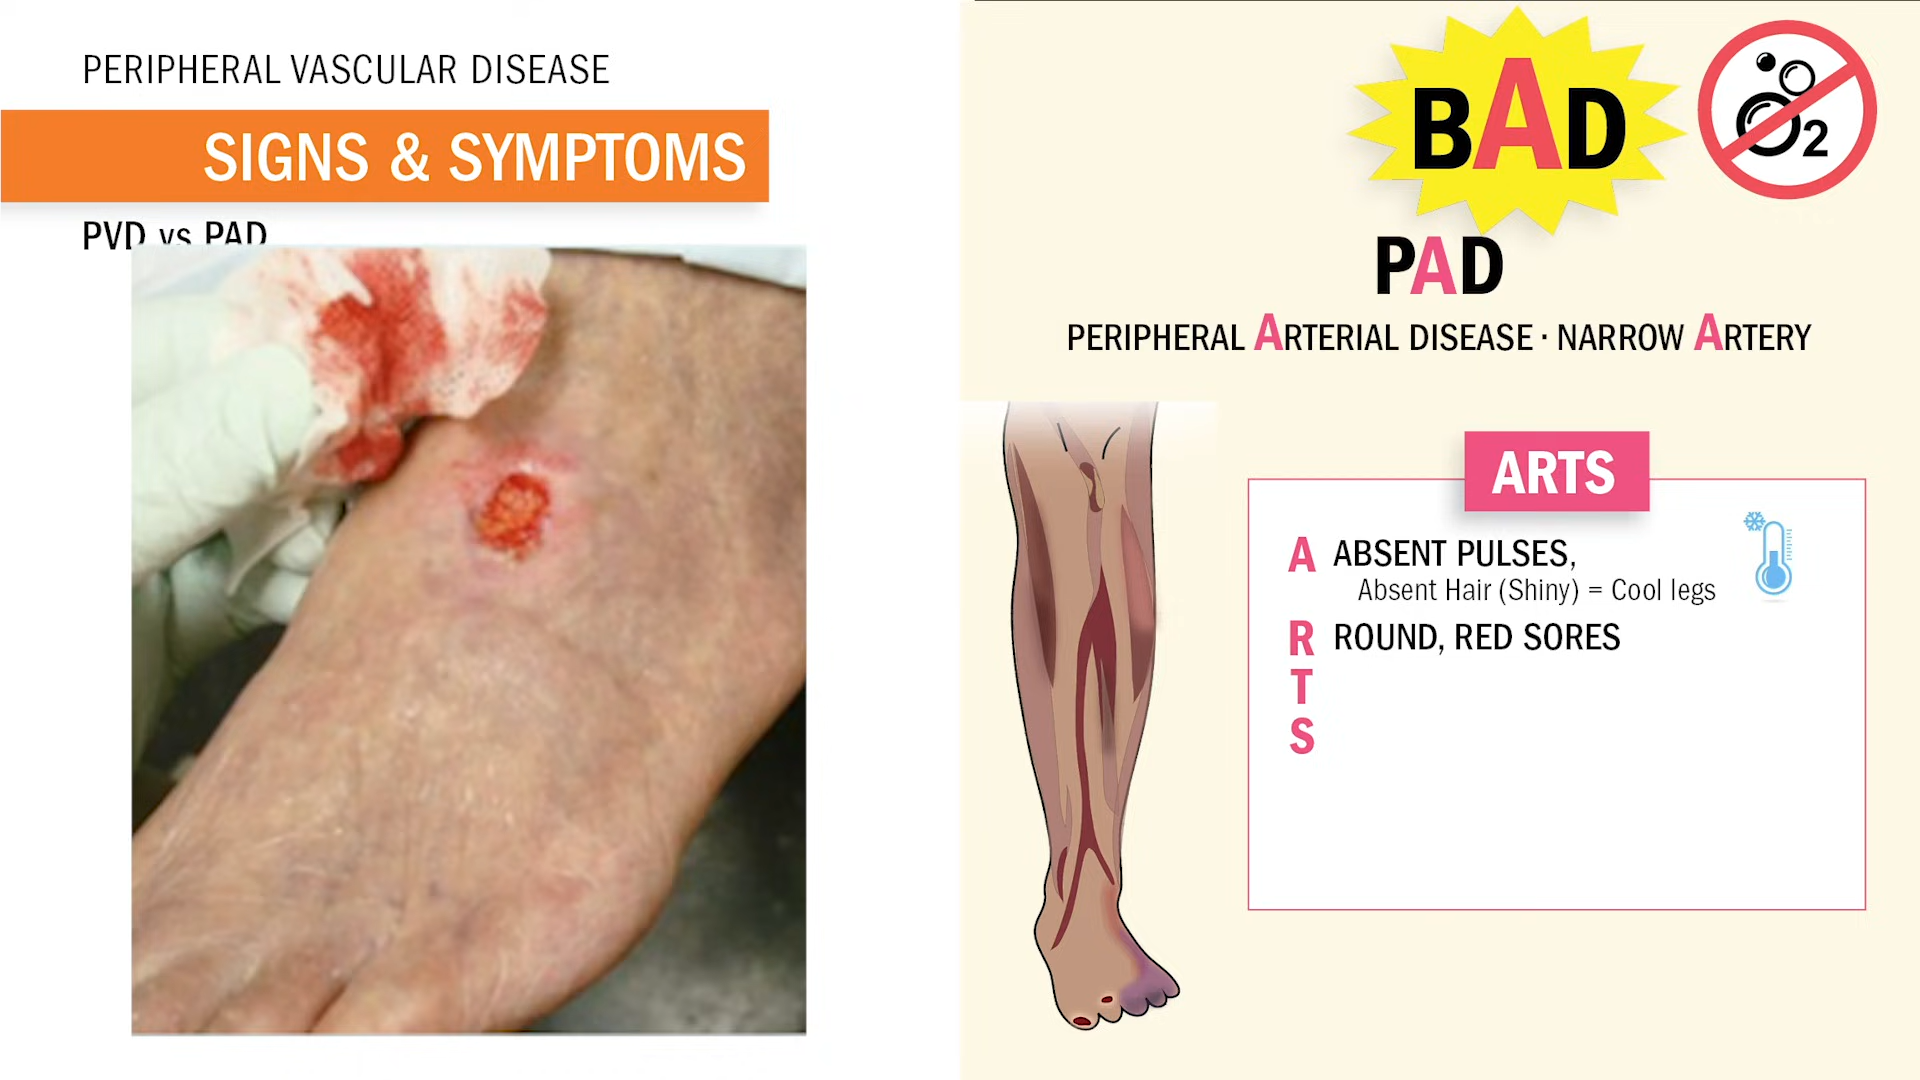 PERIPHERAL VASCULAR DISEASE
SIGNS & SYMPTOMS
PVD vs PAD
BAD
O2
PAD
PERIPHERAL ARTERIAL DISEASE · NARROW ARTERY
ARTS
A ABSENT PULSES,
Absent Hair (Shiny) = Cool legs
R ROUND, RED SORES
T
S